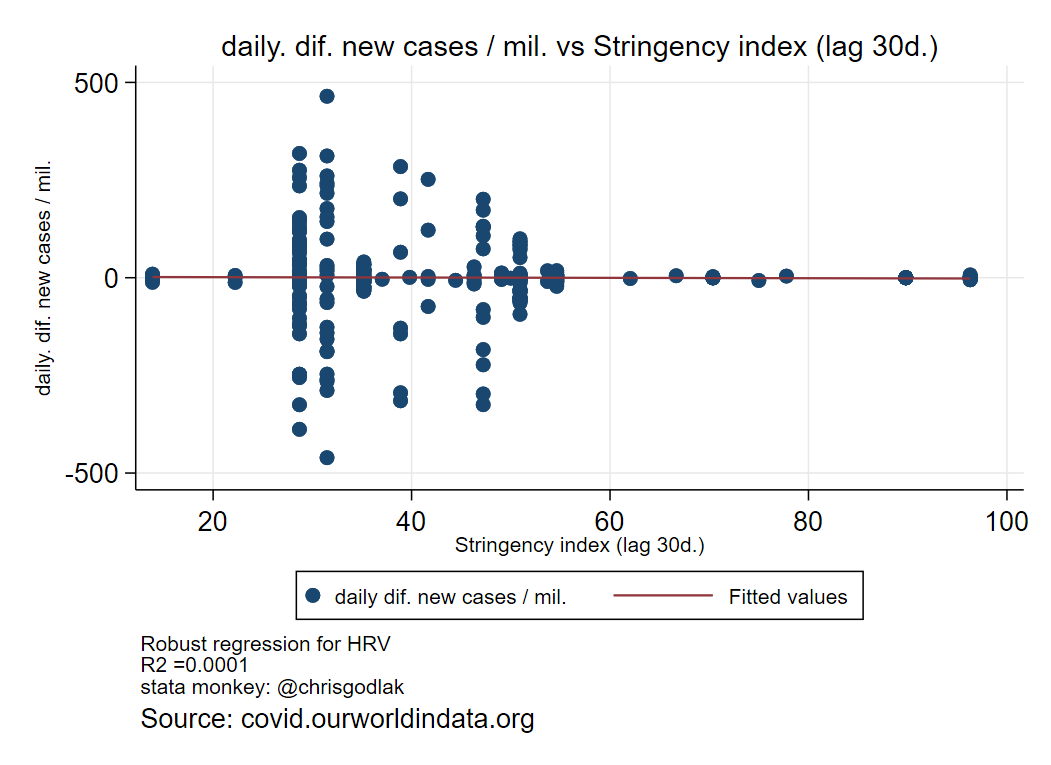 daily. dif. new cases / mil. vs Stringency index (lag 30d.)
500
0
-500
daily. dif. new cases / mil.
20 40 60 80 100
Stringency index (lag 30d.)
daily dif. new cases / mil. Fitted values
Robust regression for HRV
R2 =0.0001
stata monkey: @chrisgodlak
Source: covid.ourworldindata.org